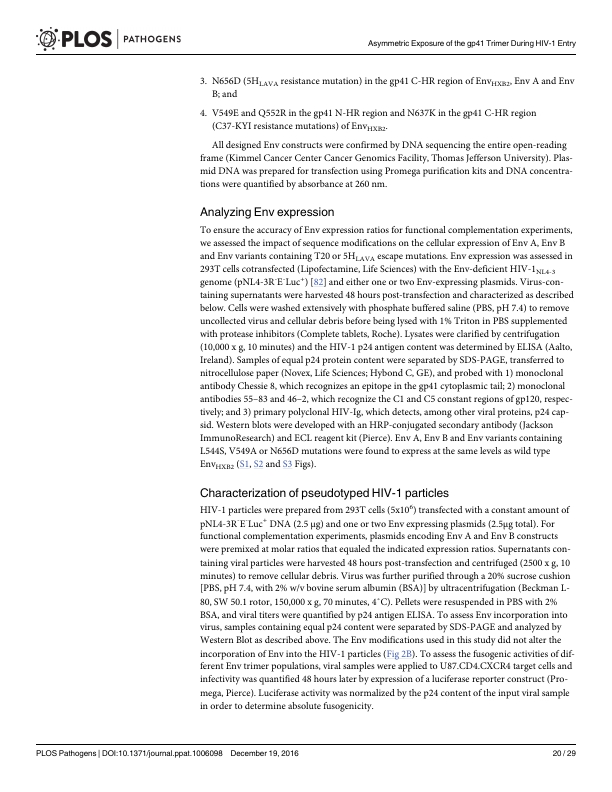 PLOS | PATHOGENS
Asymmetric Exposure of the gp41 Trimer During HIV-1 Entry
3. N656D (5HLAVA resistance mutation) in the gp41 C-HR region of EnvHXB2, Env A and Env
B; and
4. V549E and Q552R in the gp41 N-HR region and N637K in the gp41 C-HR region
(C37-KYI resistance mutations) of EnvHXB2.
All designed Env constructs were confirmed by DNA sequencing the entire open-reading
frame (Kimmel Cancer Center Cancer Genomics Facility, Thomas Jefferson University). Plas-
mid DNA was prepared for transfection using Promega purification kits and DNA concentra-
tions were quantified by absorbance at 260 nm.
Analyzing Env expression
To ensure the accuracy of Env expression ratios for functional complementation experiments,
we assessed the impact of sequence modifications on the cellular expression of Env A, Env B
and Env variants containing T20 or 5HLAVA escape mutations. Env expression was assessed in
293T cells cotransfected (Lipofectamine, Life Sciences) with the Env-deficient HIV-1NL4-3
genome (pNL4-3R-E-Luc+) [82] and either one or two Env-expressing plasmids. Virus-con-
taining supernatants were harvested 48 hours post-transfection and characterized as described
below. Cells were washed extensively with phosphate buffered saline (PBS, pH 7.4) to remove
uncollected virus and cellular debris before being lysed with 1% Triton in PBS supplemented
with protease inhibitors (Complete tablets, Roche). Lysates were clarified by centrifugation
(10,000 x g, 10 minutes) and the HIV-1 p24 antigen content was determined by ELISA (Aalto,
Ireland). Samples of equal p24 protein content were separated by SDS-PAGE, transferred to
nitrocellulose paper (Novex, Life Sciences; Hybond C, GE), and probed with 1) monoclonal
antibody Chessie 8, which recognizes an epitope in the gp41 cytoplasmic tail; 2) monoclonal
antibodies 55–83 and 46–2, which recognize the C1 and C5 constant regions of gp120, respec-
tively; and 3) primary polyclonal HIV-Ig, which detects, among other viral proteins, p24 cap-
sid. Western blots were developed with an HRP-conjugated secondary antibody (Jackson
ImmunoResearch) and ECL reagent kit (Pierce). Env A, Env B and Env variants containing
L544S, V549A or N656D mutations were found to express at the same levels as wild type
EnvHXB2 (S1, S2 and S3 Figs).
Characterization of pseudotyped HIV-1 particles
HIV-1 particles were prepared from 293T cells (5x10⁶) transfected with a constant amount of
pNL4-3R-E-Luc+ DNA (2.5 μg) and one or two Env expressing plasmids (2.5μg total). For
functional complementation experiments, plasmids encoding Env A and Env B constructs
were premixed at molar ratios that equaled the indicated expression ratios. Supernatants con-
taining viral particles were harvested 48 hours post-transfection and centrifuged (2500 x g, 10
minutes) to remove cellular debris. Virus was further purified through a 20% sucrose cushion
[PBS, pH 7.4, with 2% w/v bovine serum albumin (BSA)] by ultracentrifugation (Beckman L-
80, SW 50.1 rotor, 150,000 x g, 70 minutes, 4˚C). Pellets were resuspended in PBS with 2%
BSA, and viral titers were quantified by p24 antigen ELISA. To assess Env incorporation into
virus, samples containing equal p24 content were separated by SDS-PAGE and analyzed by
Western Blot as described above. The Env modifications used in this study did not alter the
incorporation of Env into the HIV-1 particles (Fig 2B). To assess the fusogenic activities of dif-
ferent Env trimer populations, viral samples were applied to U87.CD4.CXCR4 target cells and
infectivity was quantified 48 hours later by expression of a luciferase reporter construct (Pro-
mega, Pierce). Luciferase activity was normalized by the p24 content of the input viral sample
in order to determine absolute fusogenicity.
PLOS Pathogens | DOI:10.1371/journal.ppat.1006098 December 19, 2016
20 / 29